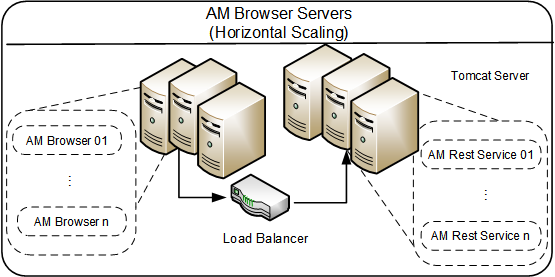 AM Browser Servers
(Horizontal Scaling)
Tomcat Server
AM Browser 01
⋮
AM Browser n
Load Balancer
AM Rest Service 01
⋮
AM Rest Service n